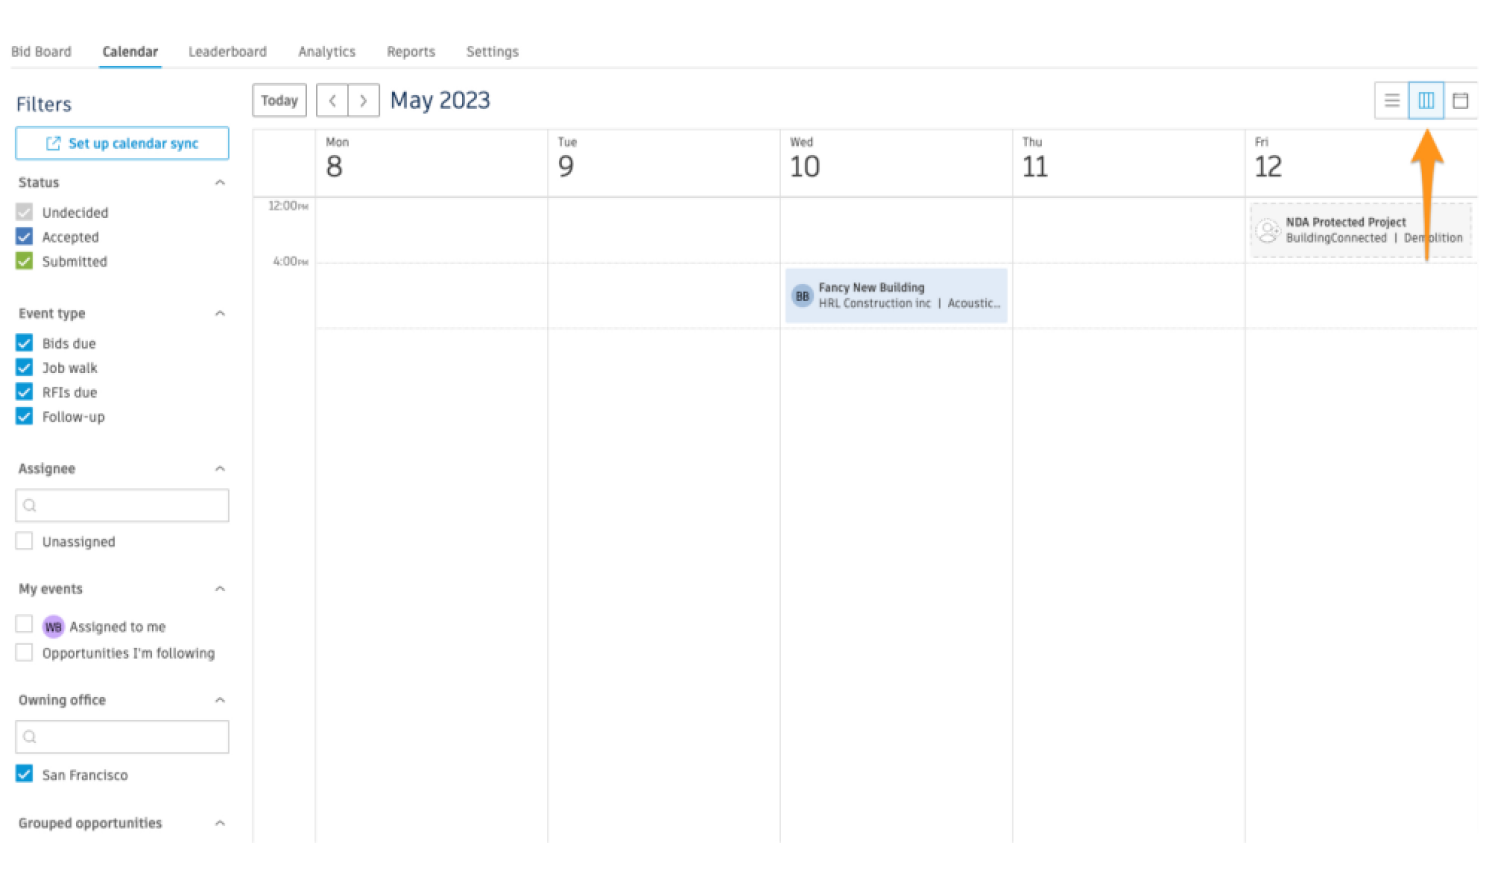 Bid Board Calendar Leaderboard Analytics Reports Settings
Filters
Set up calendar sync
Status
Undecided
Accepted
Submitted
Event type
Bids due
Job walk
RFIs due
Follow-up
Assignee
Unassigned
My events
WB Assigned to me
Opportunities I'm following
Owning office
San Francisco
Grouped opportunities
Today May 2023
Mon Tue Wed Thu Fri
8 9 10 11 12
12:00PM
NDA Protected Project
BuildingConnected | Demolition
4:00PM
BB Fancy New Building
HRL Construction inc | Acoustic...